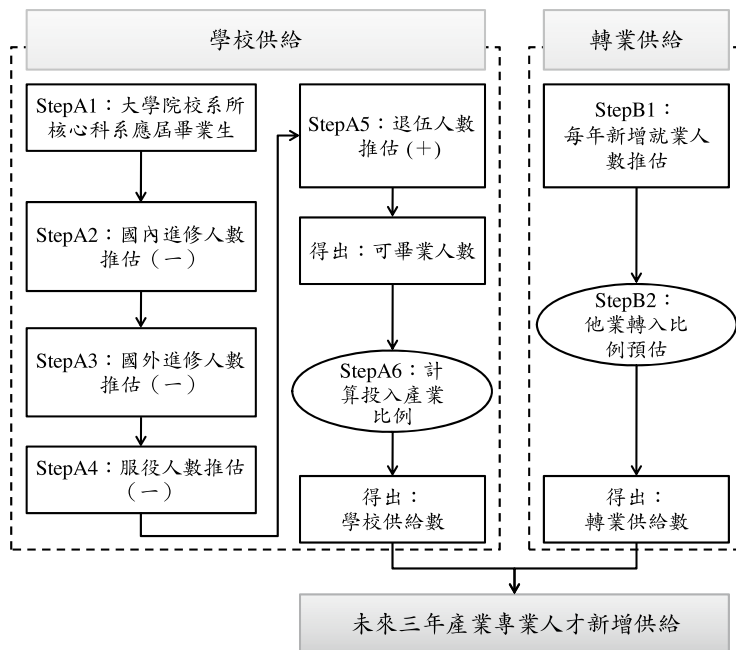 學校供給
StepA1：大學院校系所
核心科系應屆畢業生
StepA2：國內進修人數
推估（－）
StepA3：國外進修人數
推估（－）
StepA4：服役人數推估
（－）
StepA5：退伍人數
推估(＋)
得出：可畢業人數
StepA6：計
算投入產業
比例
得出：
學校供給數
轉業供給
StepB1：
每年新增就業人
數推估
StepB2：
他業轉入比
例預估
得出：
轉業供給數
未來三年產業專業人才新增供給